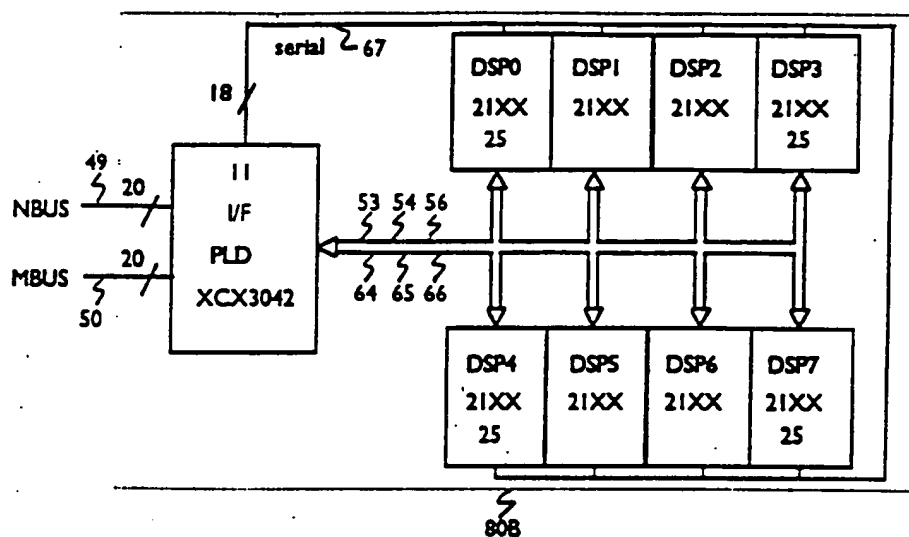 serial
67
18
DSP0
21XX
25
DSP1
21XX
DSP2
21XX
DSP3
21XX
25
49
20
NBUS
20
MBUS
50
11
I/F
PLD
XCX3042
53 54 56
64 65 66
DSP4
21XX
25
DSP5
21XX
DSP6
21XX
DSP7
21XX
25
80B